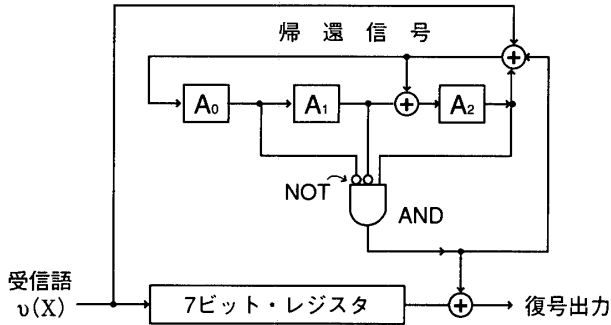 帰 還 信 号
A₀
A₁
A₂
NOT
AND
受信語
υ(X)
7ビット・レジスタ
復号出力